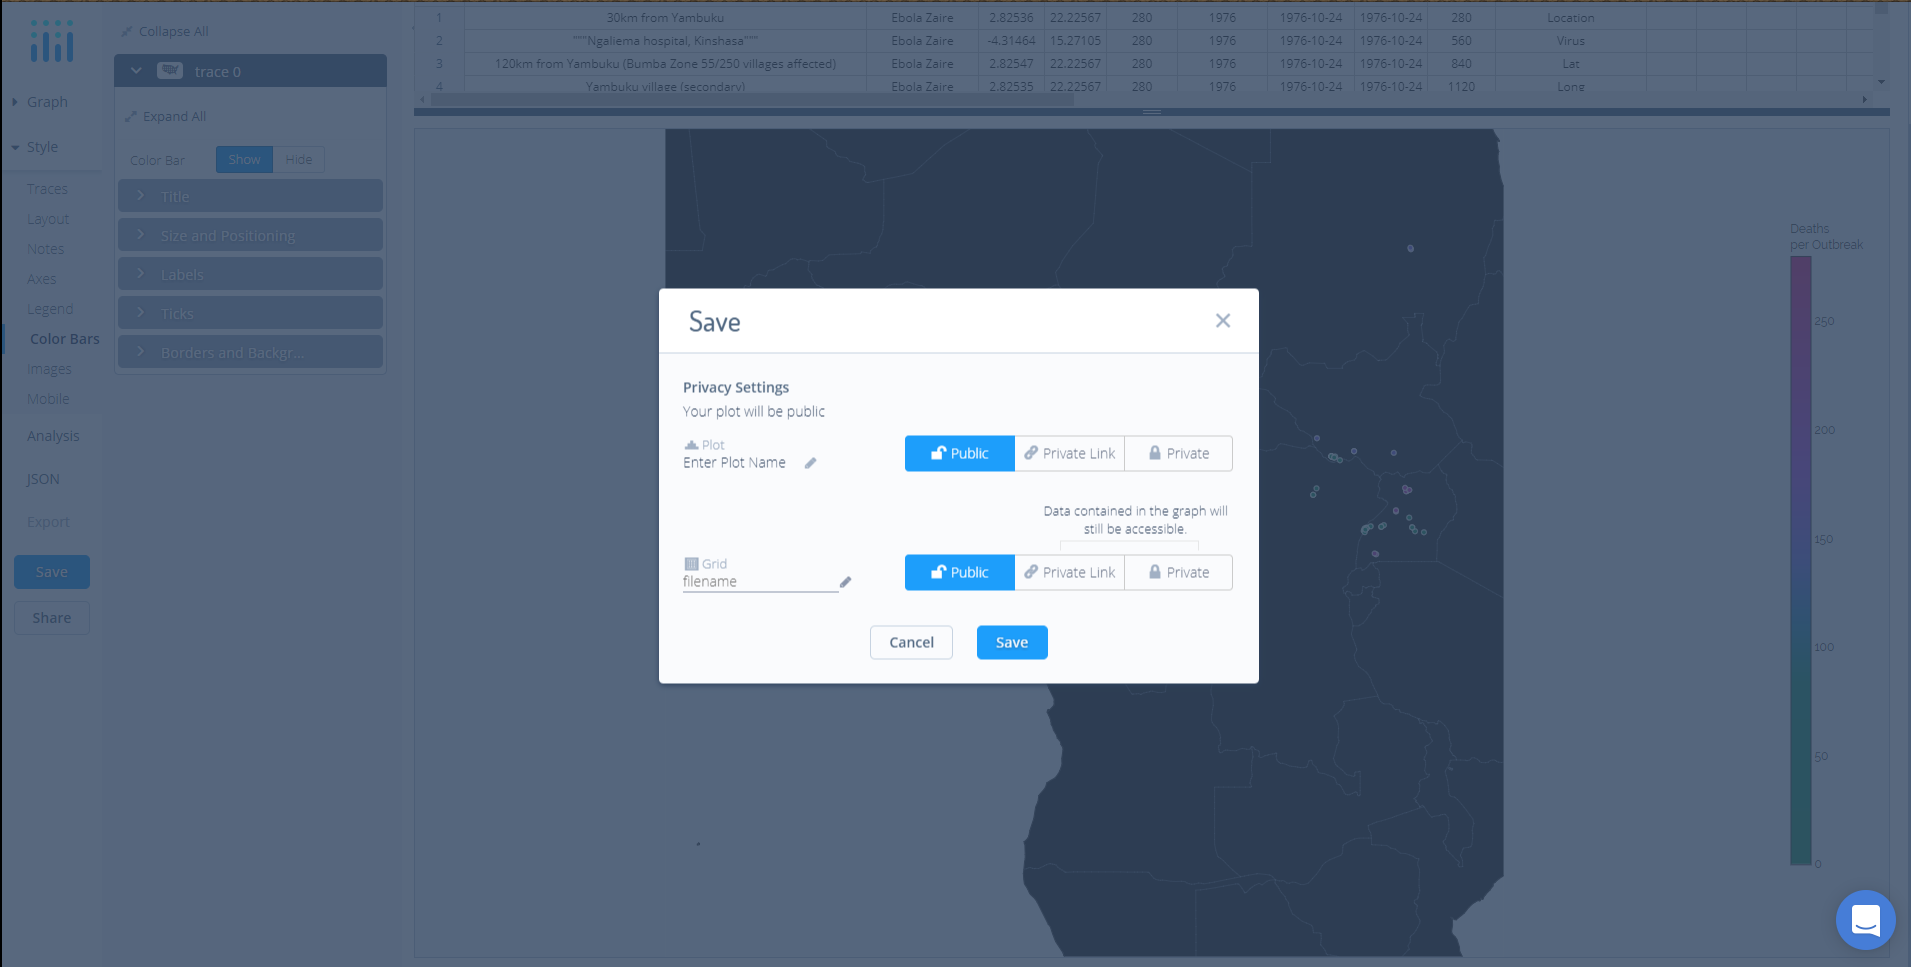 Collapse All
trace 0
Graph
Expand All
Style
Color Bar Show Hide
Traces
Title
Layout
Size and Positioning
Notes
Axes
Labels
Legend
Ticks
Color Bars
Borders and Backgr...
Images
Mobile
Analysis
JSON
Export
Save
Share
1 30km from Yambuku Ebola Zaire 2.82536 22.22567 280 1976 1976-10-24 1976-10-24 280 Location
2 """Ngaliema hospital, Kinshasa""" Ebola Zaire -4.31464 15.27105 280 1976 1976-10-24 1976-10-24 560 Virus
3 120km from Yambuku (Bumba Zone 55/250 villages affected) Ebola Zaire 2.82547 22.22567 280 1976 1976-10-24 1976-10-24 840 Lat
4 Yambuku village (secondary) Ebola Zaire 2.82535 22.22567 280 1976 1976-10-24 1976-10-24 1120 Long
Deaths
per Outbreak
250
200
150
100
50
0
Save
Privacy Settings
Your plot will be public
Plot
Enter Plot Name
Public Private Link Private
Data contained in the graph will
still be accessible.
Grid
filename
Public Private Link Private
Cancel Save